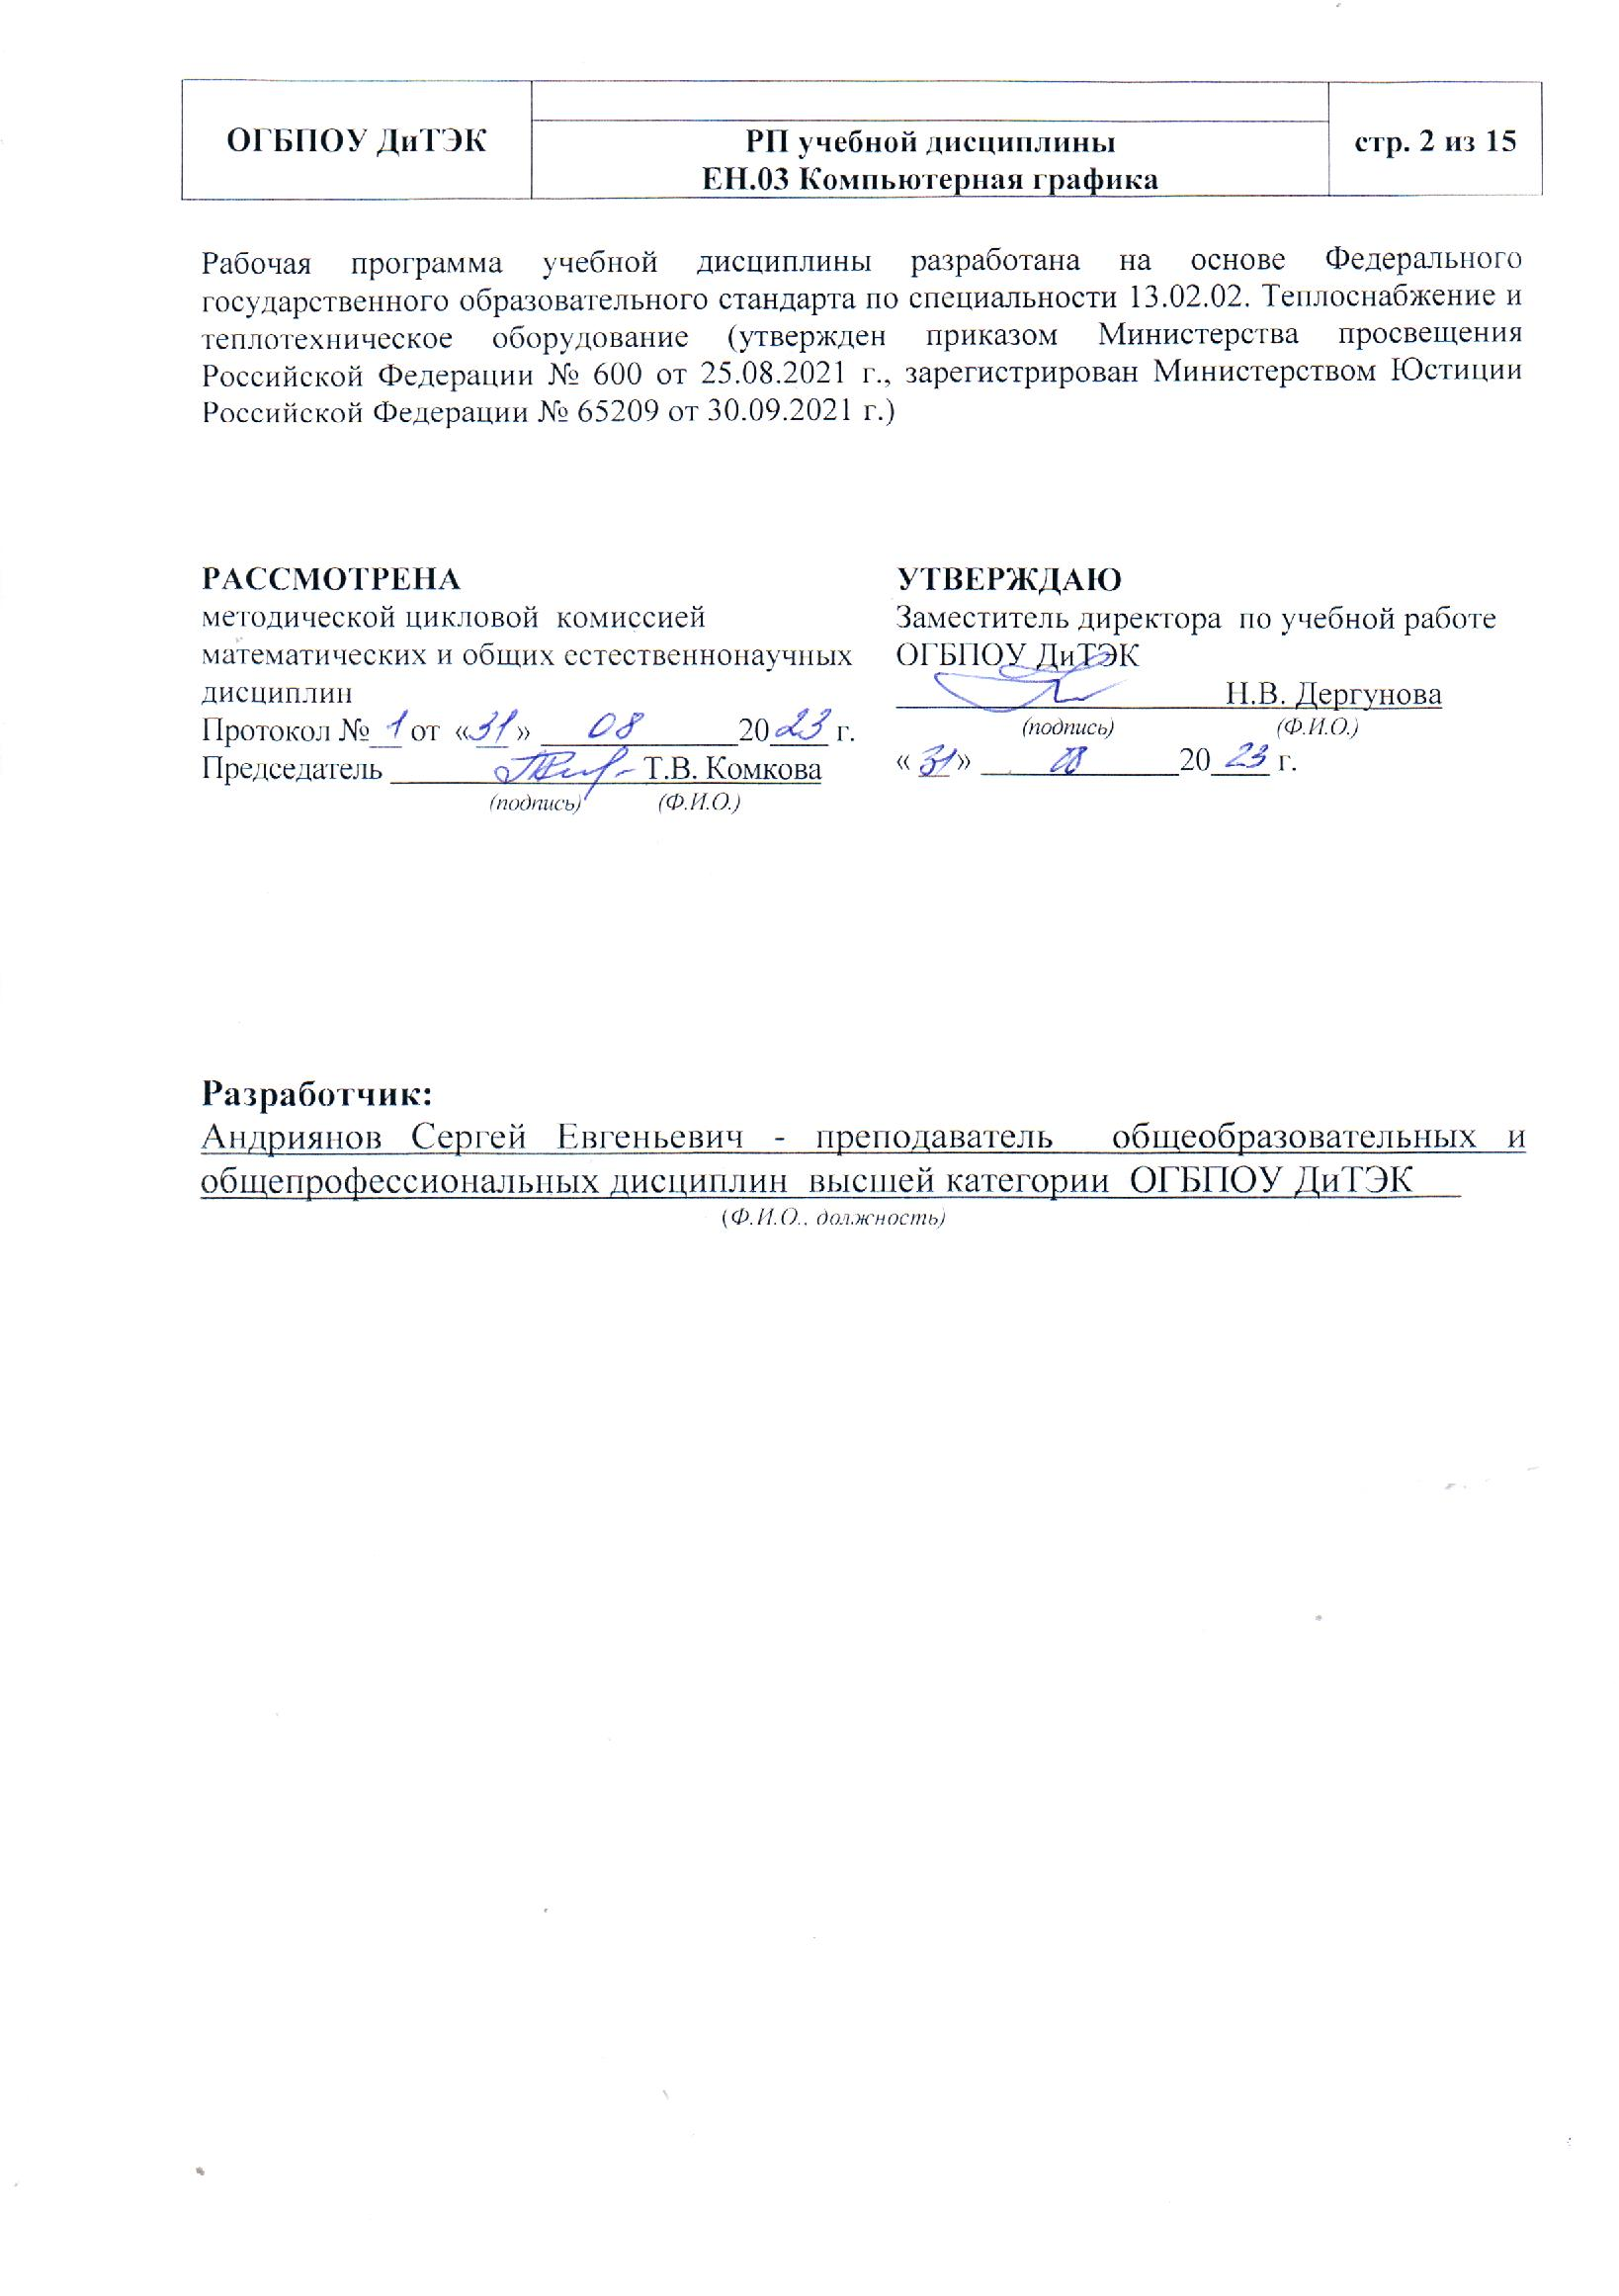 ОГБПОУ ДиТЭК
РП учебной дисциплины
ЕН.03 Компьютерная графика
стр. 2 из 15
Рабочая программа учебной дисциплины разработана на основе Федерального
государственного образовательного стандарта по специальности 13.02.02. Теплоснабжение и
теплотехническое оборудование (утвержден приказом Министерства просвещения
Российской Федерации № 600 от 25.08.2021 г., зарегистрирован Министерством Юстиции
Российской Федерации № 65209 от 30.09.2021 г.)
РАССМОТРЕНА
методической цикловой комиссией
математических и общих естественнонаучных
дисциплин
Протокол № 1 от «31» 08 2023 г.
Председатель Т.В. Комкова
(подпись) (Ф.И.О.)
УТВЕРЖДАЮ
Заместитель директора по учебной работе
ОГБПОУ ДиТЭК
Н.В. Дергунова
(подпись) (Ф.И.О.)
«31» 08 2023 г.
Разработчик:
Андриянов Сергей Евгеньевич - преподаватель общеобразовательных и
общепрофессиональных дисциплин высшей категории ОГБПОУ ДиТЭК
(Ф.И.О., должность)